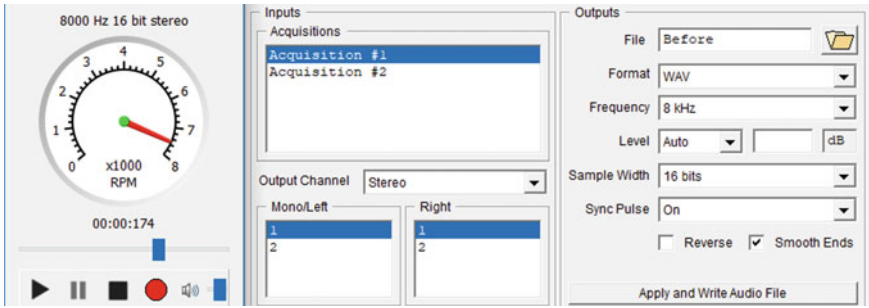 8000 Hz 16 bit stereo
0 1 2 3 4 5 6 7 8
x1000
RPM
00:00:174
Inputs
Acquisitions
Acquisition #1
Acquisition #2
Output Channel Stereo
Mono/Left
1
2
Right
1
2
Outputs
File Before
Format WAV
Frequency 8 kHz
Level Auto dB
Sample Width 16 bits
Sync Pulse On
Reverse Smooth Ends
Apply and Write Audio File